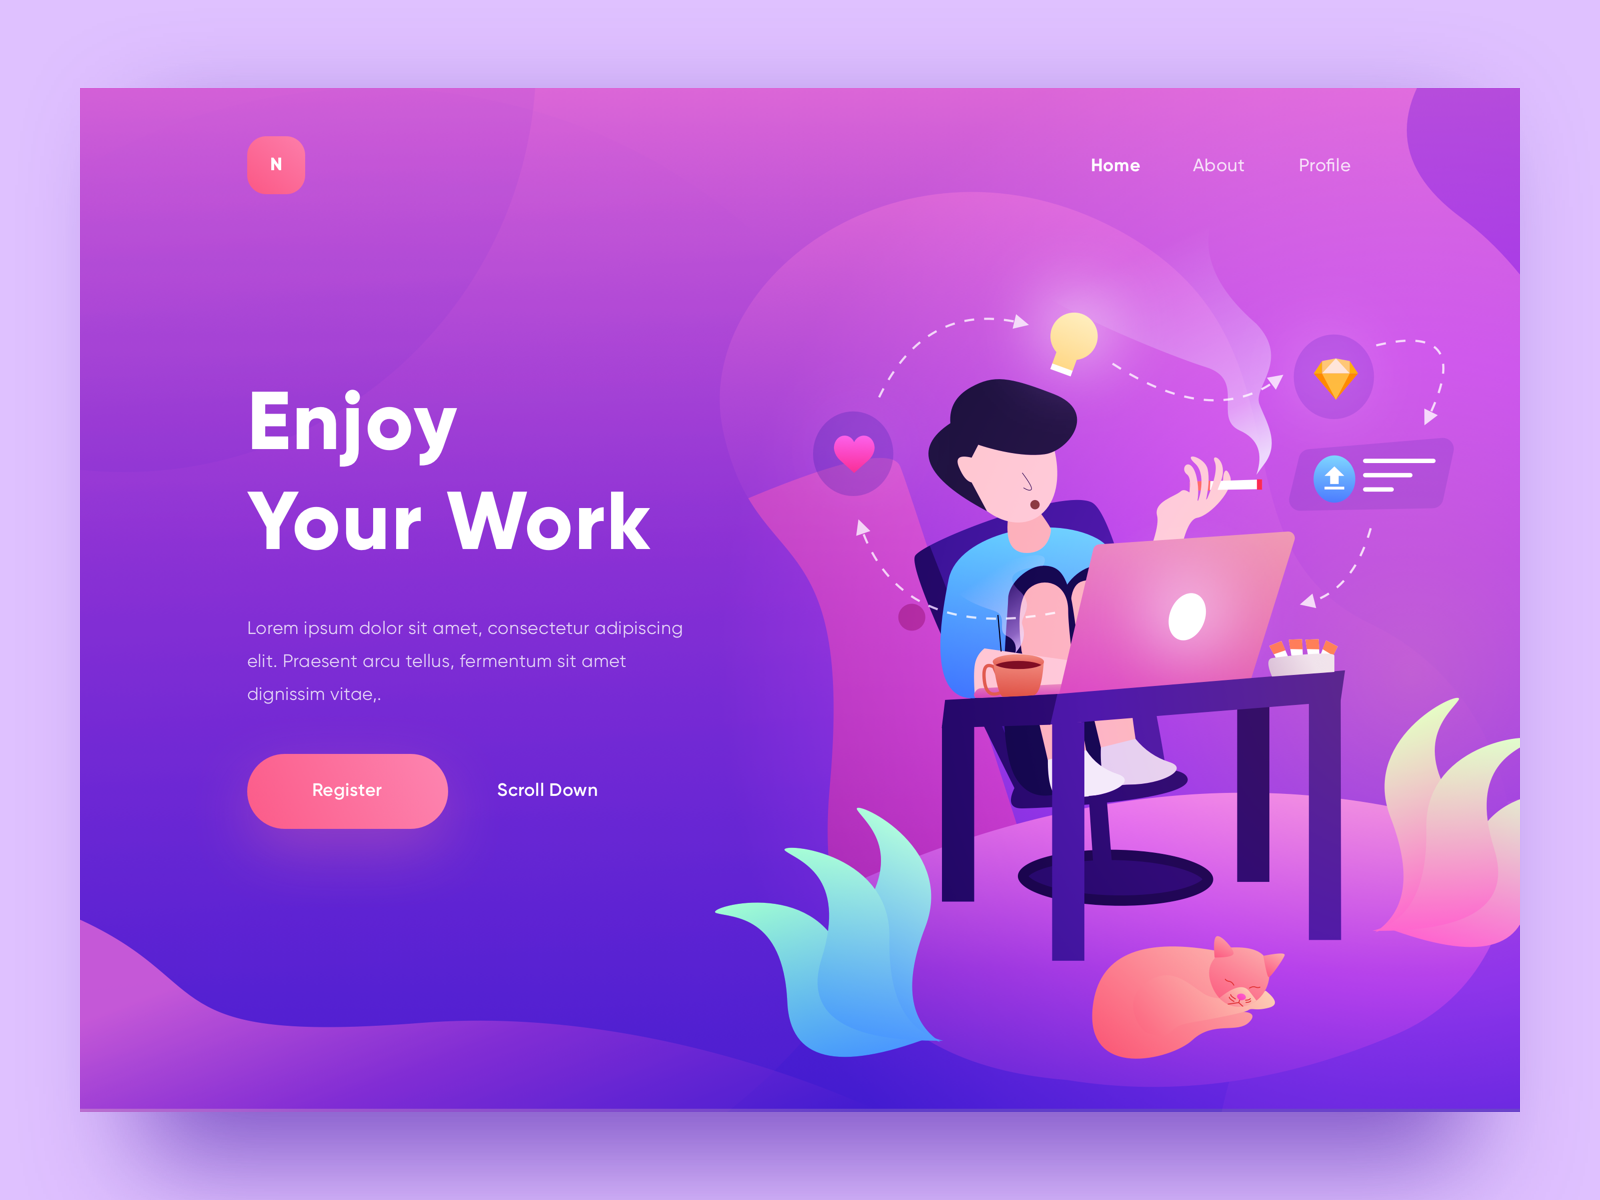 N
Home About Profile
Enjoy
Your Work
Lorem ipsum dolor sit amet, consectetur adipiscing
elit. Praesent arcu tellus, fermentum sit amet
dignissim vitae,.
Register Scroll Down